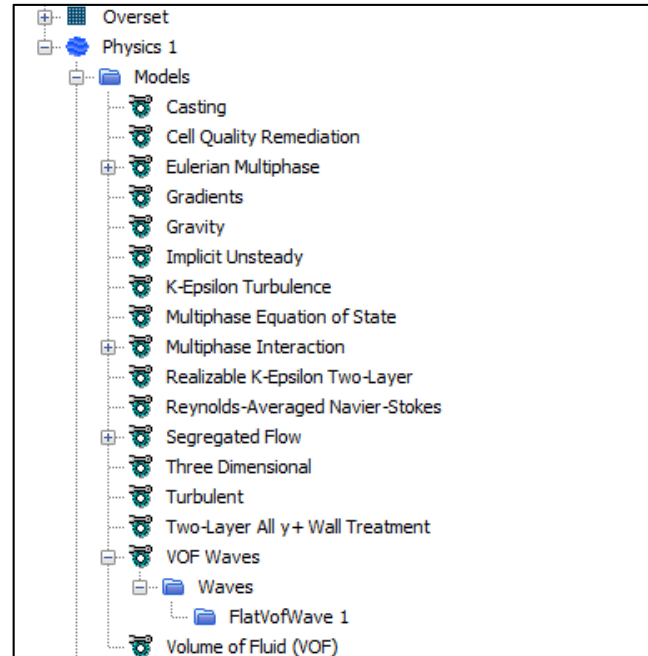 Overset
Physics 1
Models
Casting
Cell Quality Remediation
Eulerian Multiphase
Gradients
Gravity
Implicit Unsteady
K-Epsilon Turbulence
Multiphase Equation of State
Multiphase Interaction
Realizable K-Epsilon Two-Layer
Reynolds-Averaged Navier-Stokes
Segregated Flow
Three Dimensional
Turbulent
Two-Layer All y+ Wall Treatment
VOF Waves
Waves
FlatVofWave 1
Volume of Fluid (VOF)